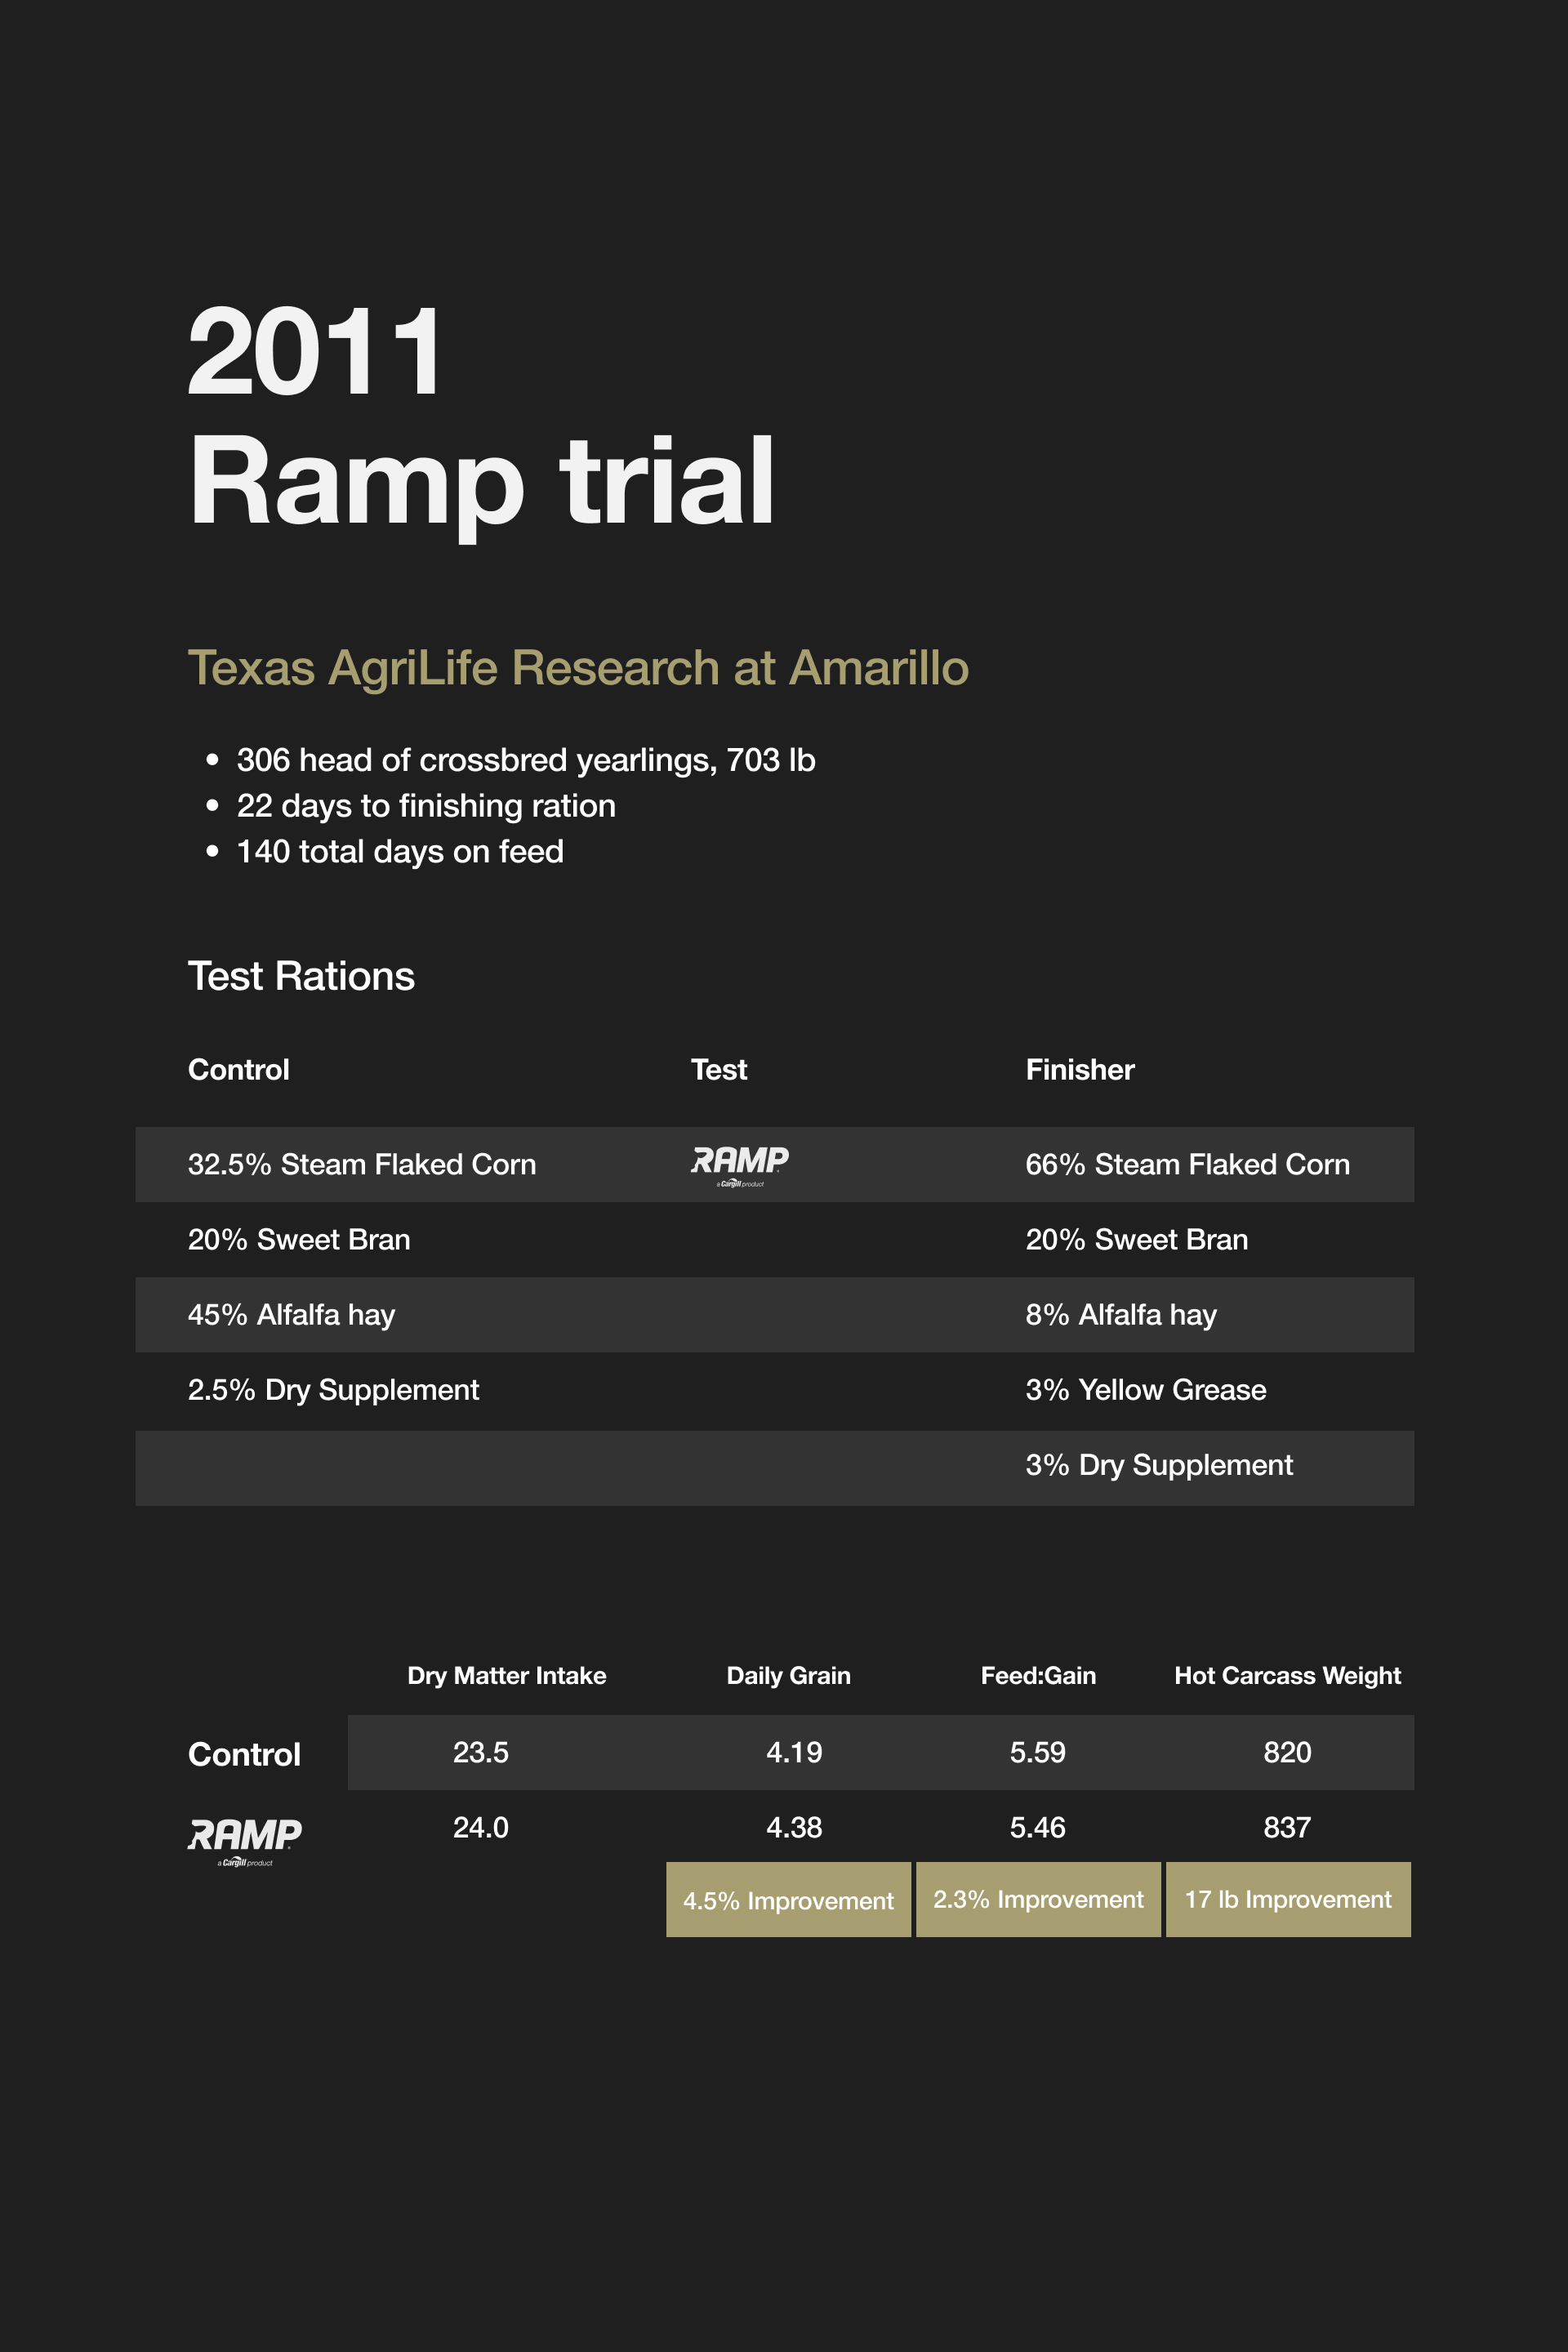 2011
Ramp trial
Texas AgriLife Research at Amarillo
• 306 head of crossbred yearlings, 703 lb
• 22 days to finishing ration
• 140 total days on feed
Test Rations
Control Test Finisher
32.5% Steam Flaked Corn RAMP 66% Steam Flaked Corn
a Cargill product
20% Sweet Bran 20% Sweet Bran
45% Alfalfa hay 8% Alfalfa hay
2.5% Dry Supplement 3% Yellow Grease
3% Dry Supplement
Dry Matter Intake Daily Grain Feed:Gain Hot Carcass Weight
Control 23.5 4.19 5.59 820
RAMP 24.0 4.38 5.46 837
a Cargill product
4.5% Improvement 2.3% Improvement 17 lb Improvement